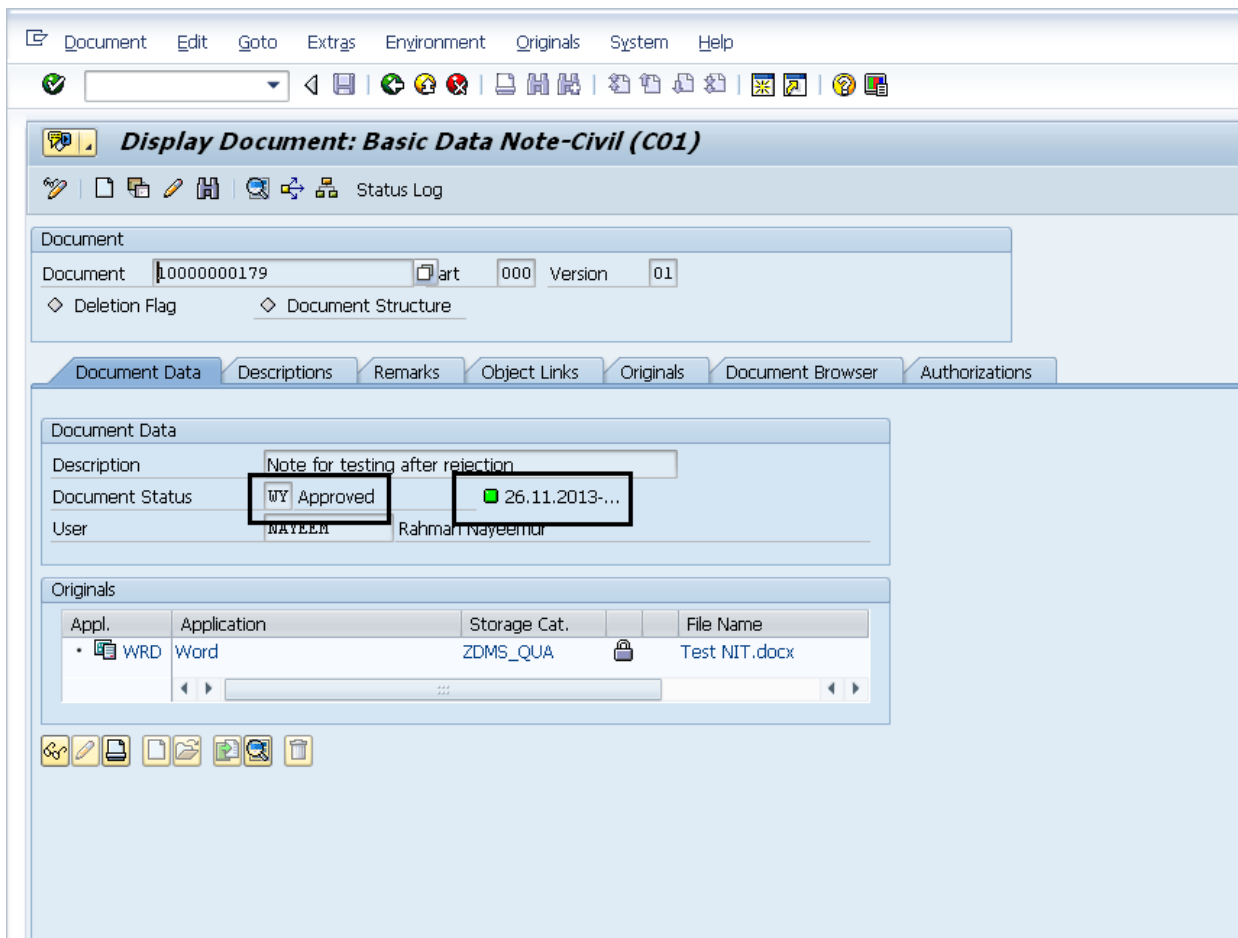 Document Edit Goto Extras Environment Originals System Help
Display Document: Basic Data Note-Civil (C01)
Status Log
Document
Document 10000000179 art 000 Version 01
Deletion Flag Document Structure
Document Data Descriptions Remarks Object Links Originals Document Browser Authorizations
Document Data
Description Note for testing after rejection
Document Status WY Approved 26.11.2013-...
User NAYEEM Rahman Nayeemur
Originals
Appl. Application Storage Cat. File Name
WRD Word ZDMS_QUA Test NIT.docx